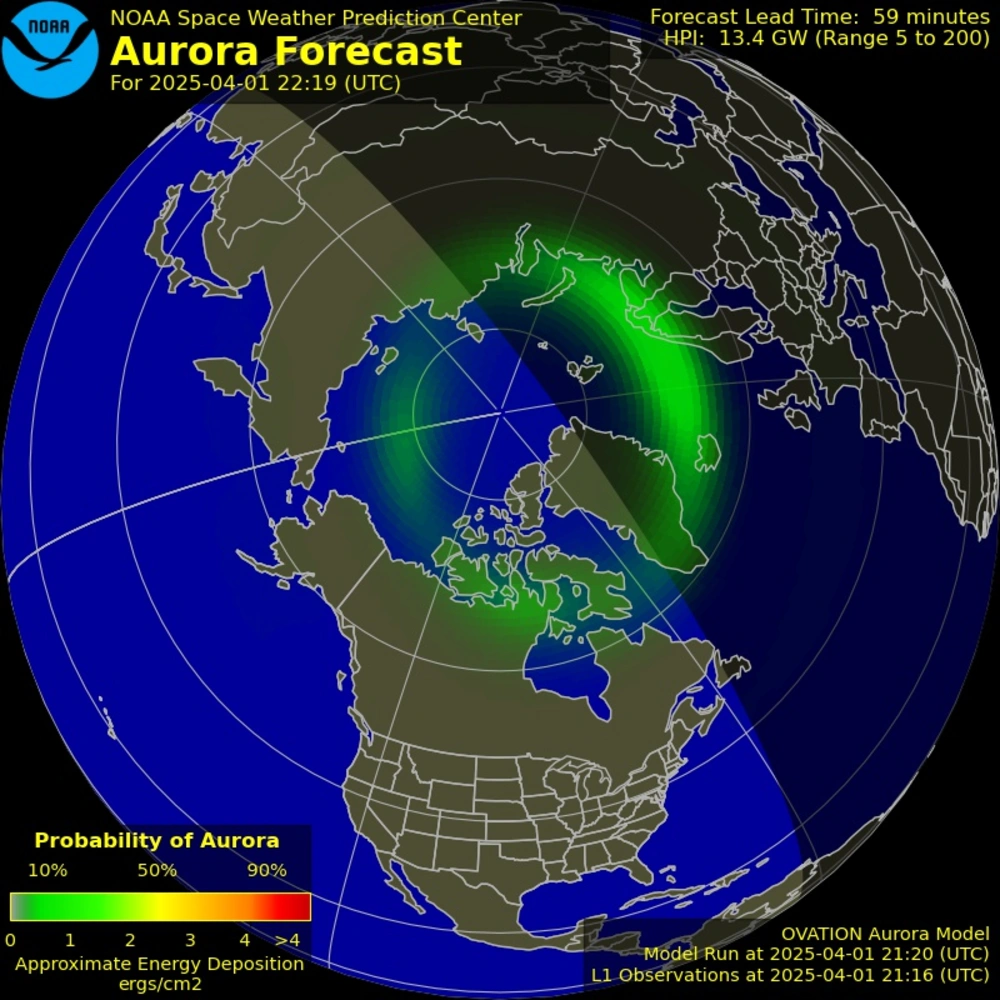 NOAA
NOAA Space Weather Prediction Center
Aurora Forecast
For 2025-04-01 22:19 (UTC)
Forecast Lead Time: 59 minutes
HPI: 13.4 GW (Range 5 to 200)
Probability of Aurora
10% 50% 90%
0 1 2 3 4 >4
Approximate Energy Deposition
ergs/cm2
OVATION Aurora Model
Model Run at 2025-04-01 21:20 (UTC)
L1 Observations at 2025-04-01 21:16 (UTC)